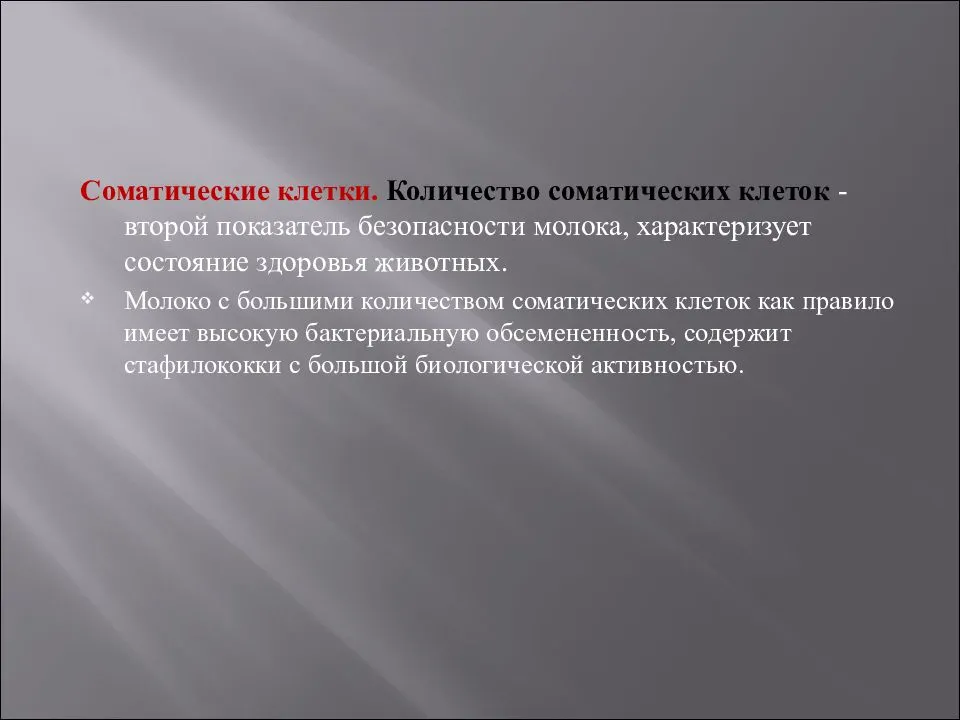 Соматические клетки. Количество соматических клеток -
второй показатель безопасности молока, характеризует
состояние здоровья животных.
Молоко с большими количеством соматических клеток как правило
имеет высокую бактериальную обсемененность, содержит
стафилококки с большой биологической активностью.